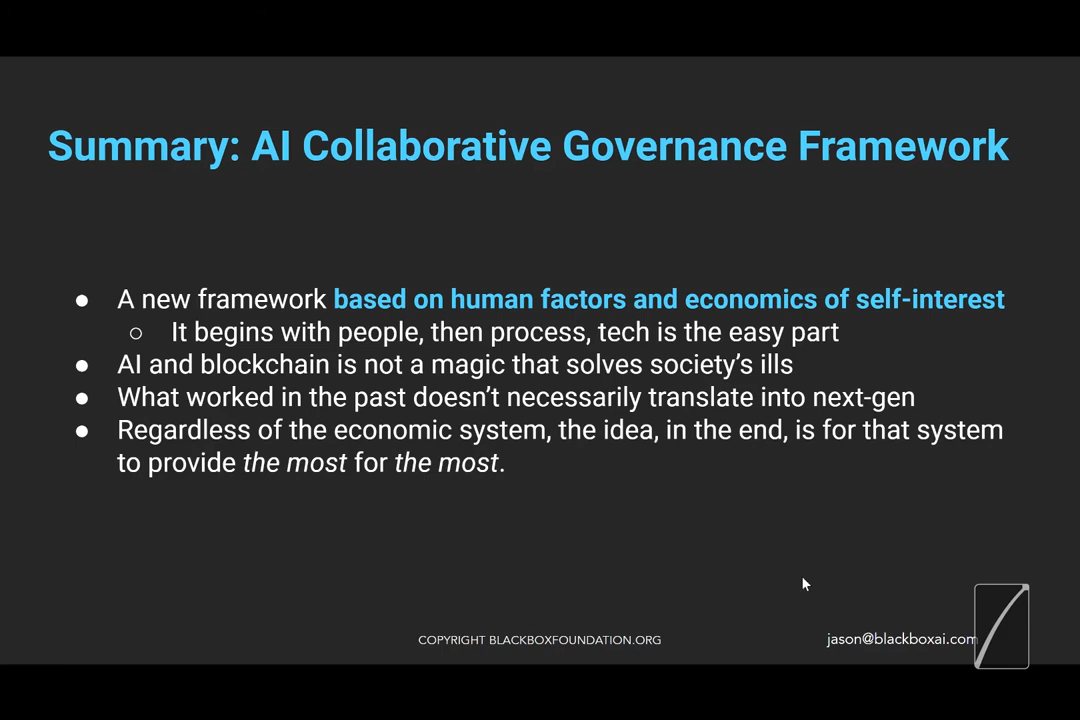 Summary: AI Collaborative Governance Framework
● A new framework based on human factors and economics of self-interest
○ It begins with people, then process, tech is the easy part
● AI and blockchain is not a magic that solves society’s ills
● What worked in the past doesn’t necessarily translate into next-gen
● Regardless of the economic system, the idea, in the end, is for that system
to provide the most for the most.
COPYRIGHT BLACKBOXFOUNDATION.ORG
jason@blackboxai.com